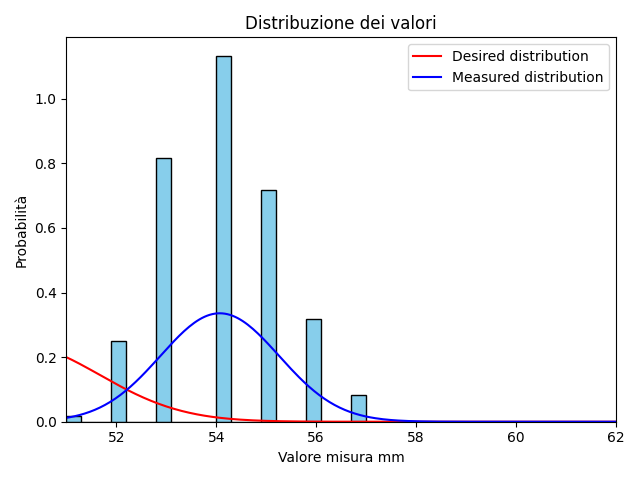 Distribuzione dei valori
Desired distribution
Measured distribution
Probabilità
1.0
0.8
0.6
0.4
0.2
0.0
52
54
56
58
60
62
Valore misura mm